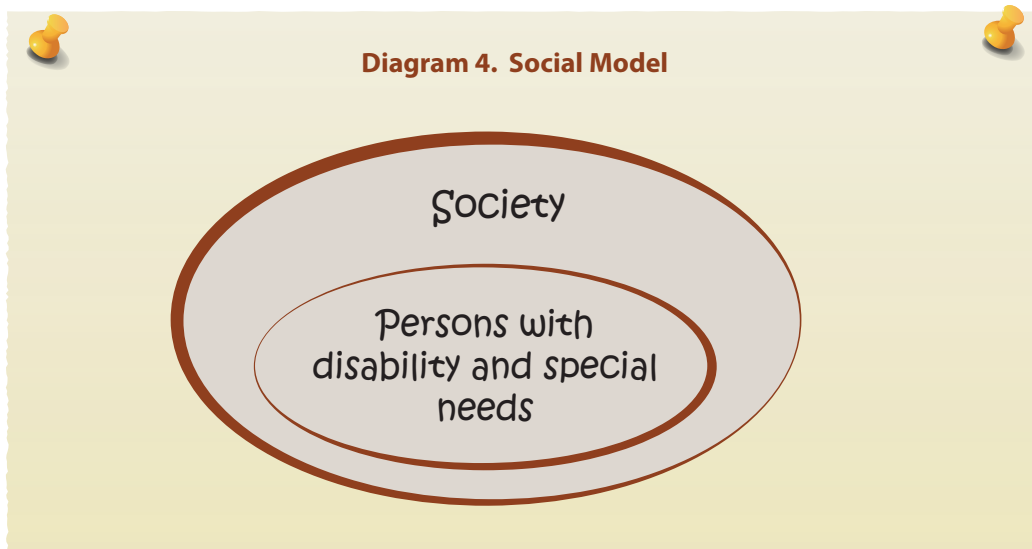 Diagram 4. Social Model
Society
Persons with
disability and special
needs